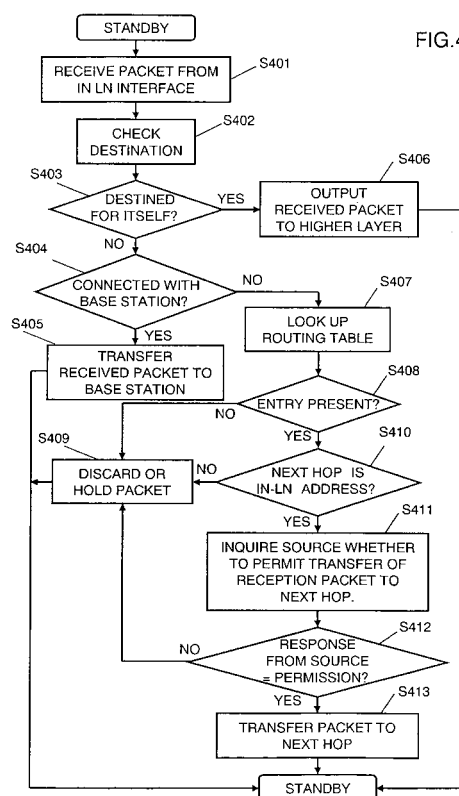 STANDBY
FIG.4
RECEIVE PACKET FROM
IN LN INTERFACE
S401
CHECK
DESTINATION
S402
S403
DESTINED
FOR ITSELF?
YES
NO
S406
OUTPUT
RECEIVED PACKET
TO HIGHER LAYER
S404
CONNECTED WITH
BASE STATION?
NO
YES
S405
TRANSFER
RECEIVED PACKET TO
BASE STATION
S407
LOOK UP
ROUTING TABLE
S408
ENTRY PRESENT?
NO
YES
S409
DISCARD OR
HOLD PACKET
S410
NEXT HOP IS
IN-LN ADDRESS?
NO
YES
S411
INQUIRE SOURCE WHETHER
TO PERMIT TRANSFER OF
RECEPTION PACKET TO
NEXT HOP.
S412
RESPONSE
FROM SOURCE
= PERMISSION?
NO
YES
S413
TRANSFER PACKET TO
NEXT HOP
STANDBY